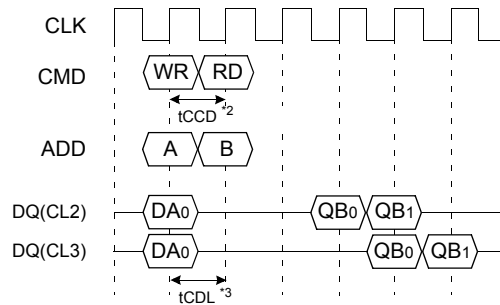 CLK
CMD WR RD
tCCD *2
ADD A B
DQ(CL2) DA0 QB0 QB1
DQ(CL3) DA0 QB0 QB1
tCDL *3